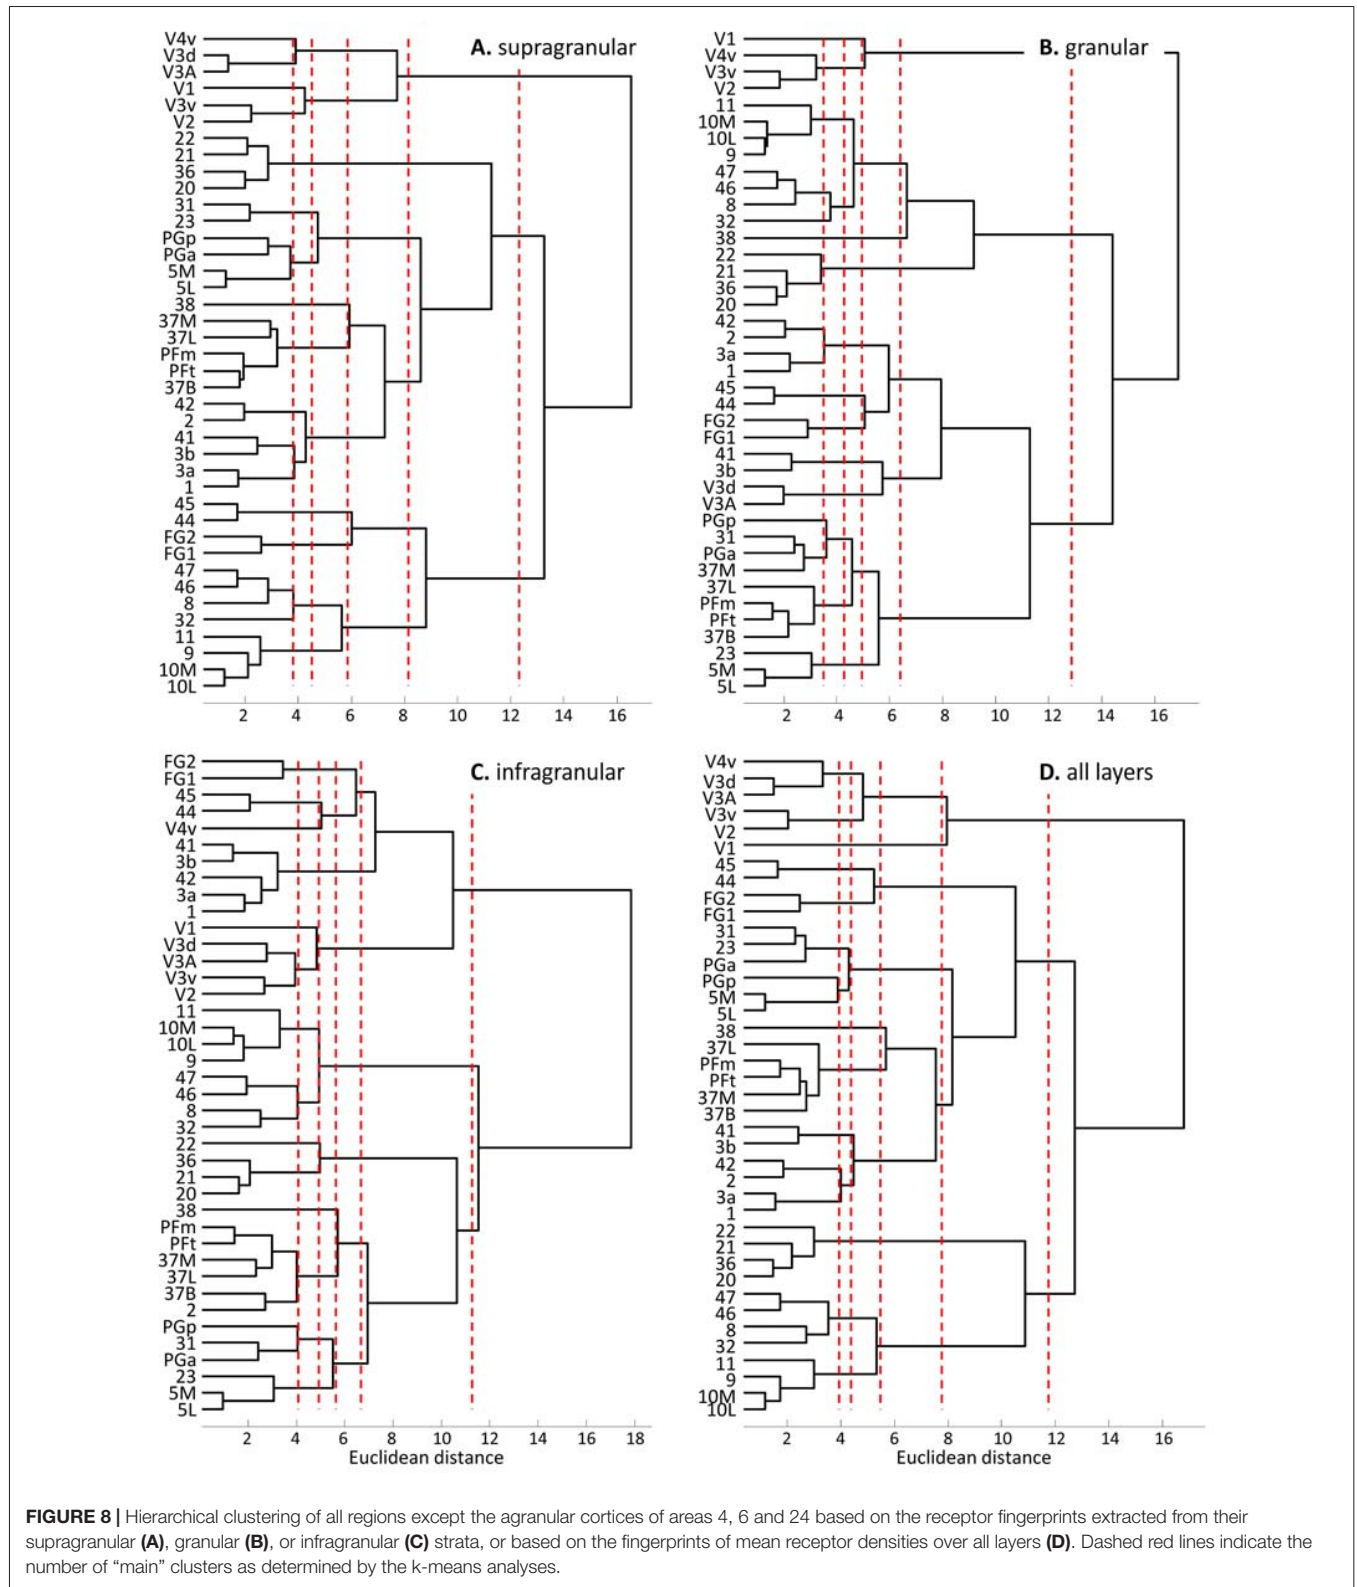 A. supragranular
V4v
V3d
V3A
V1
V3v
V2
22
21
36
20
31
23
PGp
PGa
5M
5L
38
37M
37L
PFm
PFt
37B
42
2
41
3b
3a
1
45
44
FG2
FG1
47
46
8
32
11
9
10M
10L
2 4 6 8 10 12 14 16
B. granular
V1
V4v
V3v
V2
11
10M
10L
9
47
46
8
32
38
22
21
36
20
42
2
3a
1
45
44
FG2
FG1
41
3b
V3d
V3A
PGp
31
PGa
37M
37L
PFm
PFt
37B
23
5M
5L
2 4 6 8 10 12 14 16
C. infragranular
FG2
FG1
45
44
V4v
41
3b
42
3a
1
V1
V3d
V3A
V3v
V2
11
10M
10L
9
47
46
8
32
22
36
21
20
38
PFm
PFt
37M
37L
37B
2
PGp
31
PGa
23
5M
5L
2 4 6 8 10 12 14 16 18
Euclidean distance
D. all layers
V4v
V3d
V3A
V3v
V2
V1
45
44
FG2
FG1
31
23
PGa
PGp
5M
5L
38
37L
PFm
PFt
37M
37B
41
3b
42
2
3a
1
22
21
36
20
47
46
8
32
11
9
10M
10L
2 4 6 8 10 12 14 16
Euclidean distance
FIGURE 8 | Hierarchical clustering of all regions except the agranular cortices of areas 4, 6 and 24 based on the receptor fingerprints extracted from their
supragranular (A), granular (B), or infragranular (C) strata, or based on the fingerprints of mean receptor densities over all layers (D). Dashed red lines indicate the
number of “main” clusters as determined by the k-means analyses.